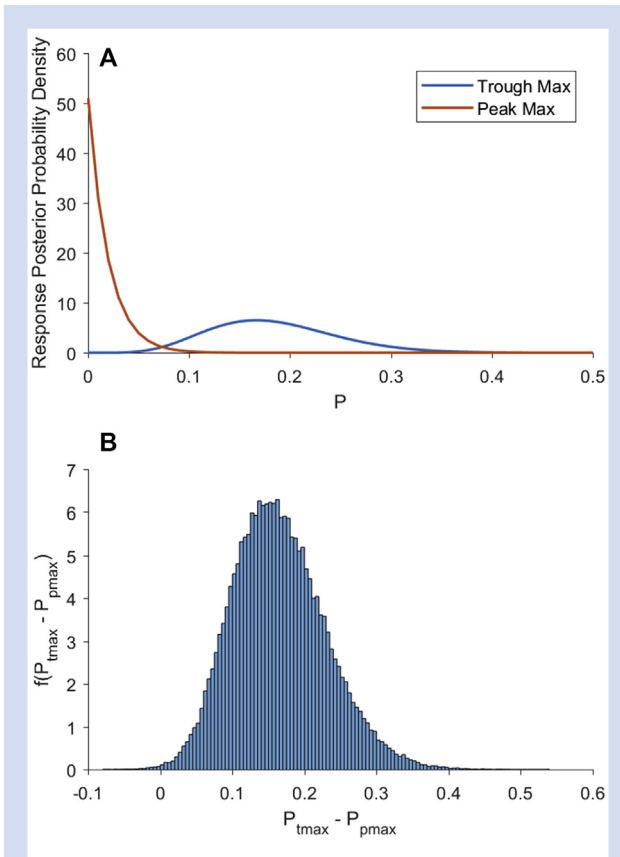 A
Response Posterior Probability Density
60
50
40
30
20
10
0
Trough Max
Peak Max
0 0.1 0.2 0.3 0.4 0.5
P
B
f(Ptmax - Ppmax)
7
6
5
4
3
2
1
0
-0.1 0 0.1 0.2 0.3 0.4 0.5 0.6
Ptmax - Ppmax